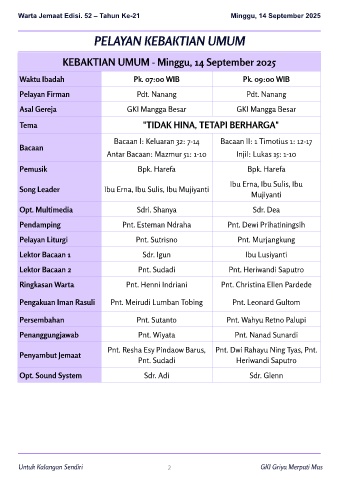 Warta Jemaat Edisi. 52 – Tahun Ke-21 Minggu, 14 September 2025
PELAYAN KEBAKTIAN UMUM
KEBAKTIAN UMUM - Minggu, 14 September 2025
Waktu Ibadah Pk. 07:00 WIB Pk. 09:00 WIB
Pelayan Firman Pdt. Nanang Pdt. Nanang
Asal Gereja GKI Mangga Besar GKI Mangga Besar
Tema "TIDAK HINA, TETAPI BERHARGA"
Bacaan Bacaan I: Keluaran 32: 7-14 Bacaan II: 1 Timotius 1: 12-17
Antar Bacaan: Mazmur 51: 1-10 Injil: Lukas 15: 1-10
Pemusik Bpk. Harefa Bpk. Harefa
Song Leader Ibu Erna, Ibu Sulis, Ibu Mujiyanti Ibu Erna, Ibu Sulis, Ibu
Mujiyanti
Opt. Multimedia Sdri. Shanya Sdr. Dea
Pendamping Pnt. Esteman Ndraha Pnt. Dewi Prihatiningsih
Pelayan Liturgi Pnt. Sutrisno Pnt. Murjangkung
Lektor Bacaan 1 Sdr. Igun Ibu Lusiyanti
Lektor Bacaan 2 Pnt. Sudadi Pnt. Heriwandi Saputro
Ringkasan Warta Pnt. Henni Indriani Pnt. Christina Ellen Pardede
Pengakuan Iman Rasuli Pnt. Meirudi Lumban Tobing Pnt. Leonard Gultom
Persembahan Pnt. Sutanto Pnt. Wahyu Retno Palupi
Penanggungjawab Pnt. Wiyata Pnt. Nanad Sunardi
Penyambut Jemaat Pnt. Resha Esy Pindaow Barus, Pnt. Dwi Rahayu Ning Tyas, Pnt.
Pnt. Sudadi Heriwandi Saputro
Opt. Sound System Sdr. Adi Sdr. Glenn
Untuk Kalangan Sendiri 2 GKI Griya Merpati Mas